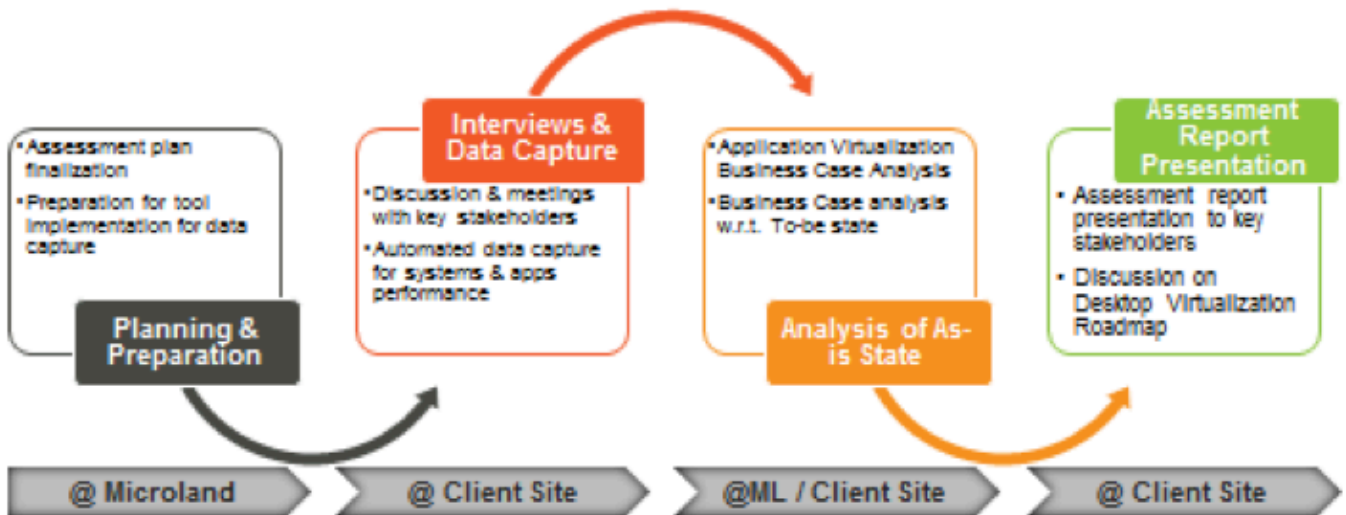 ▪Assessment plan
finalization
▪Preparation for tool
implementation for data
capture
Planning &
Preparation
Interviews &
Data Capture
▪Discussion & meetings
with key stakeholders
▪Automated data capture
for systems & apps
performance
▪Application Virtualization
Business Case Analysis
▪Business Case analysis
w.r.t. To-be state
Analysis of As-
is State
Assessment
Report
Presentation
• Assessment report
presentation to key
stakeholders
• Discussion on
Desktop Virtualization
Roadmap
@ Microland
@ Client Site
@ML / Client Site
@ Client Site